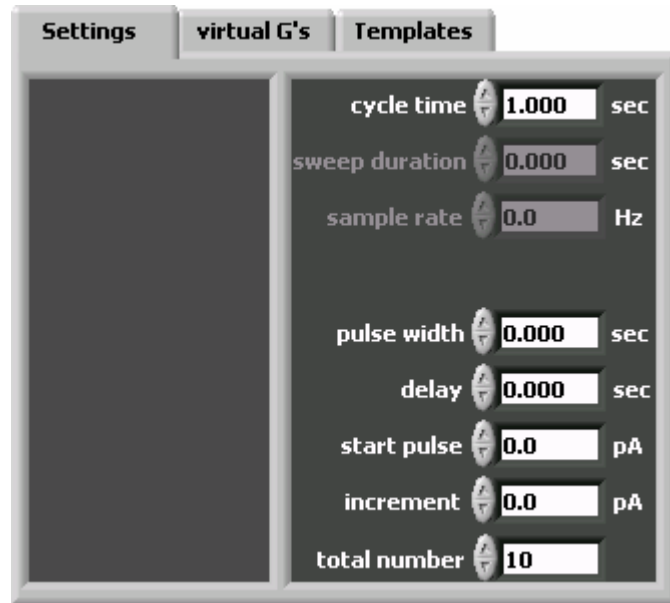 Settings virtual G's Templates
cycle time 1.000 sec
sweep duration 0.000 sec
sample rate 0.0 Hz
pulse width 0.000 sec
delay 0.000 sec
start pulse 0.0 pA
increment 0.0 pA
total number 10